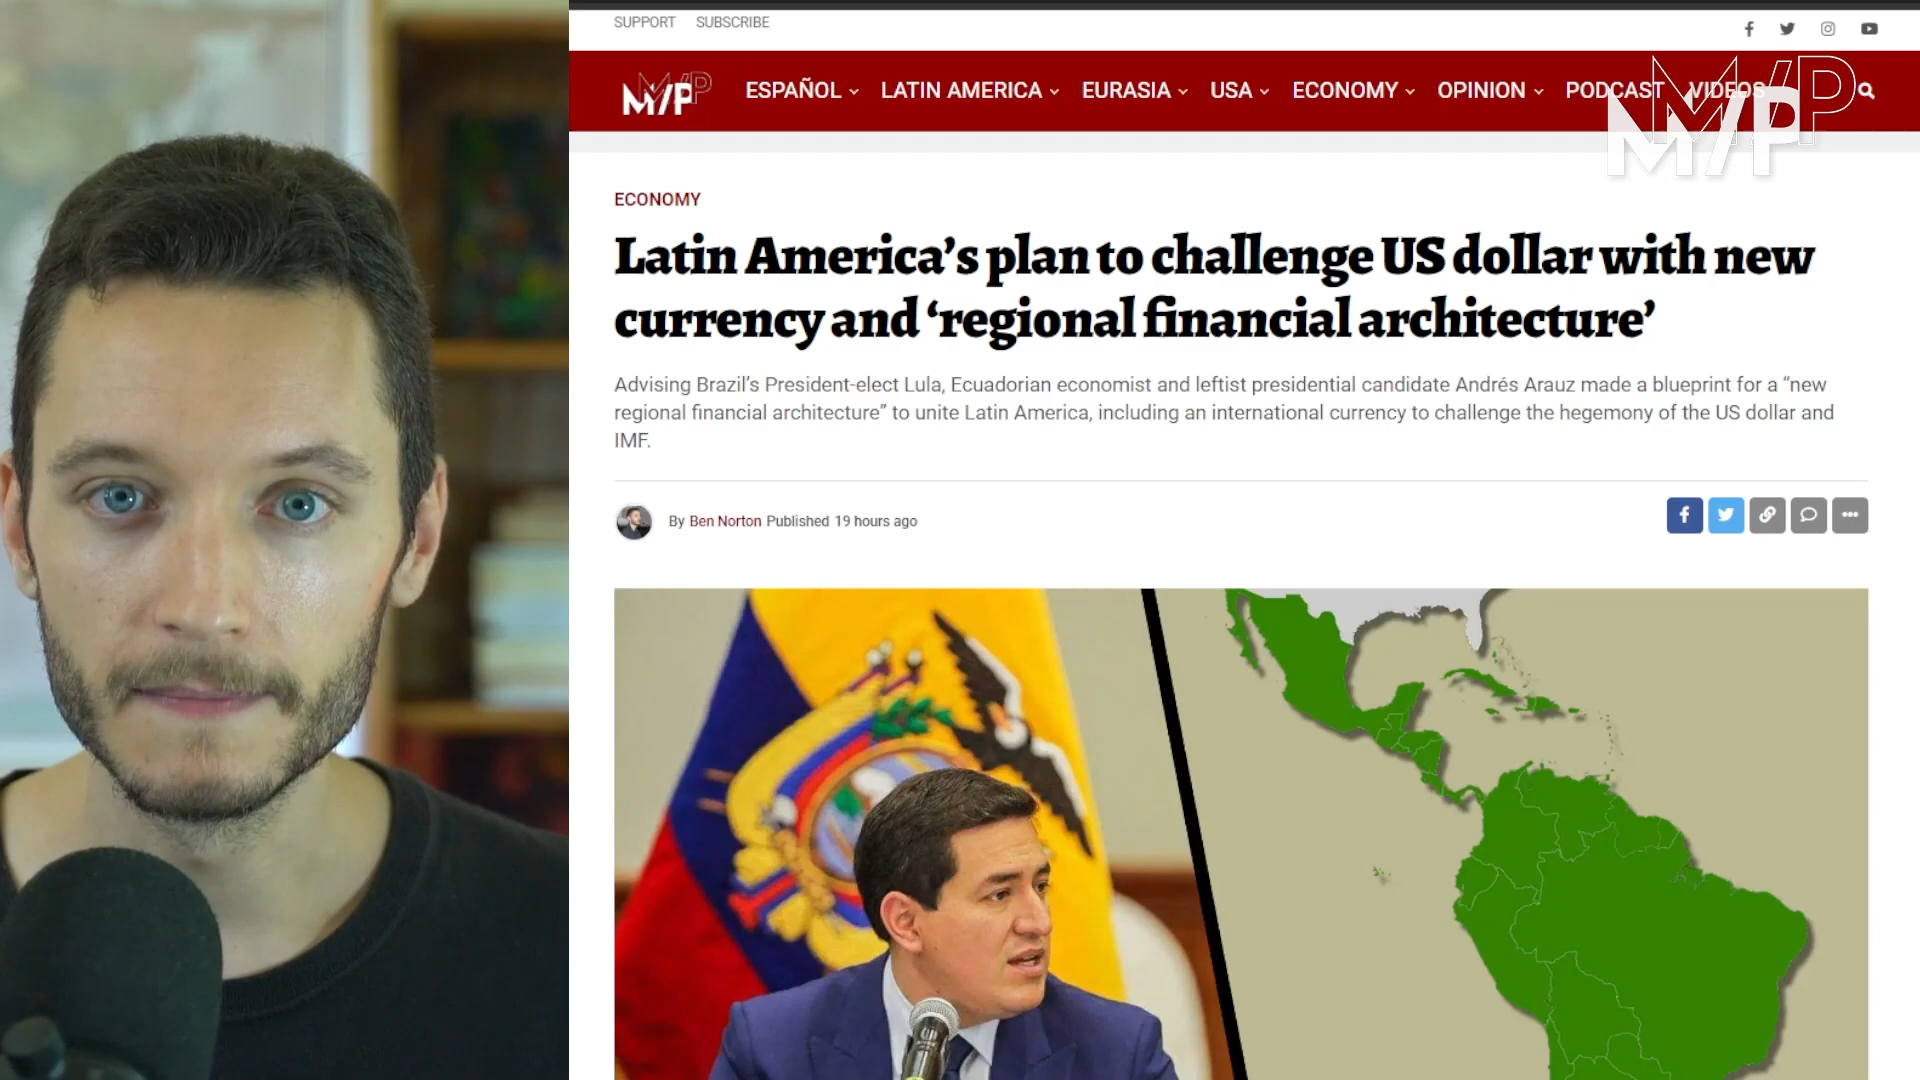 SUPPORT SUBSCRIBE
M/P ESPAÑOL LATIN AMERICA EURASIA USA ECONOMY OPINION PODCAST VIDEOS
M/P
ECONOMY
Latin America’s plan to challenge US dollar with new
currency and ‘regional financial architecture’
Advising Brazil’s President-elect Lula, Ecuadorian economist and leftist presidential candidate Andrés Arauz made a blueprint for a “new
regional financial architecture” to unite Latin America, including an international currency to challenge the hegemony of the US dollar and
IMF.
By Ben Norton Published 19 hours ago